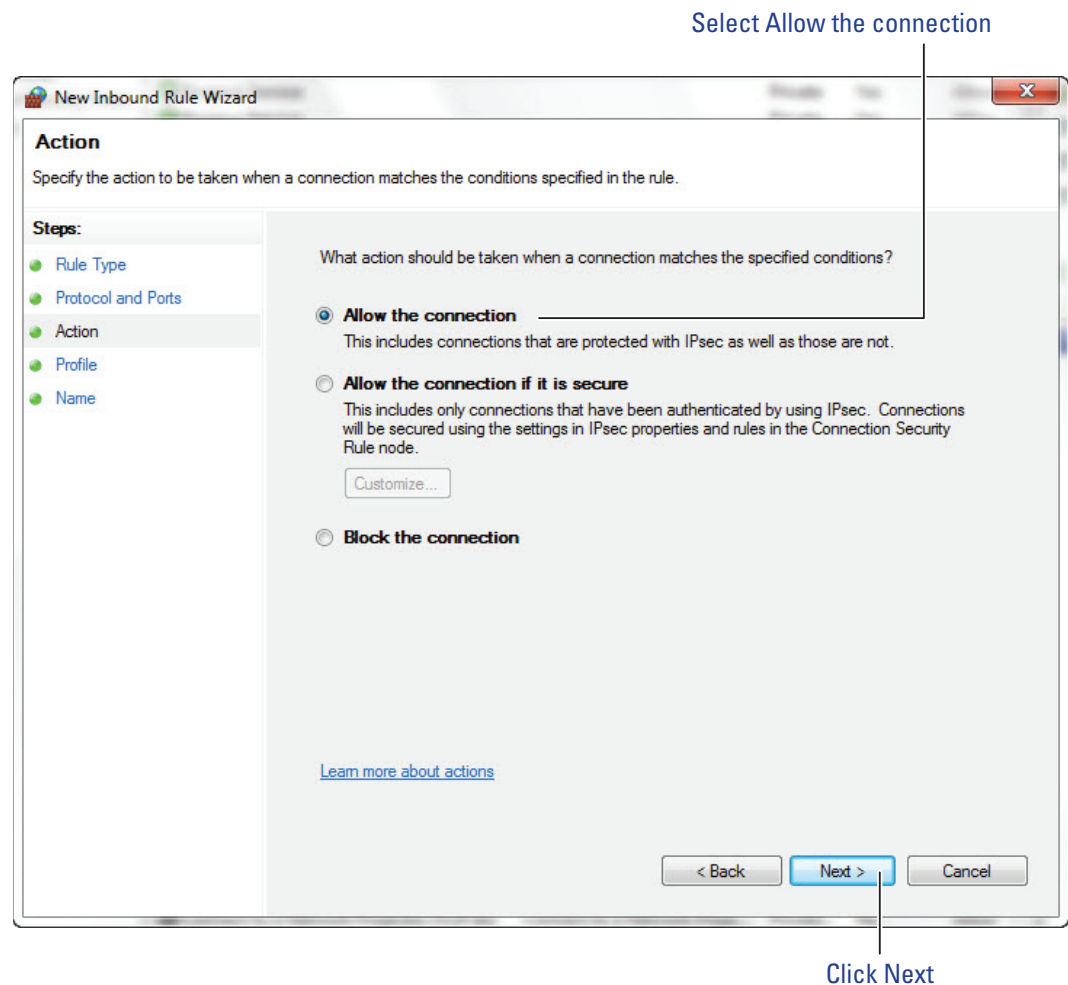 Select Allow the connection
New Inbound Rule Wizard
Action
Specify the action to be taken when a connection matches the conditions specified in the rule.
Steps:
Rule Type
Protocol and Ports
Action
Profile
Name
What action should be taken when a connection matches the specified conditions?
Allow the connection
This includes connections that are protected with IPsec as well as those are not.
Allow the connection if it is secure
This includes only connections that have been authenticated by using IPsec. Connections
will be secured using the settings in IPsec properties and rules in the Connection Security
Rule node.
Customize...
Block the connection
Learn more about actions
< Back
Next >
Cancel
Click Next